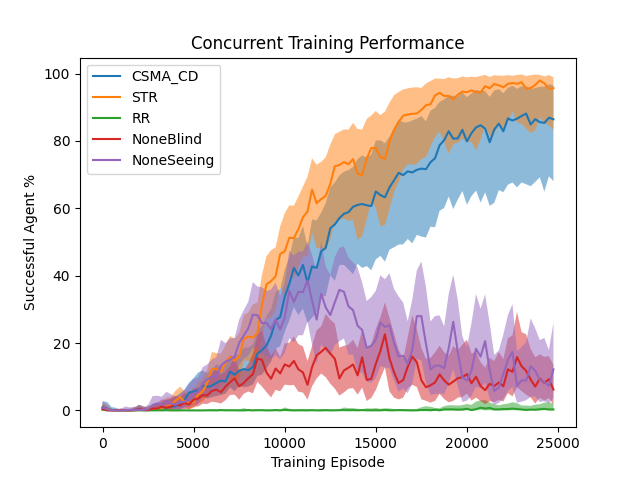 Concurrent Training Performance
CSMA_CD
STR
RR
NoneBlind
NoneSeeing
100
80
60
40
20
0
Successful Agent %
0
5000
10000
15000
20000
25000
Training Episode